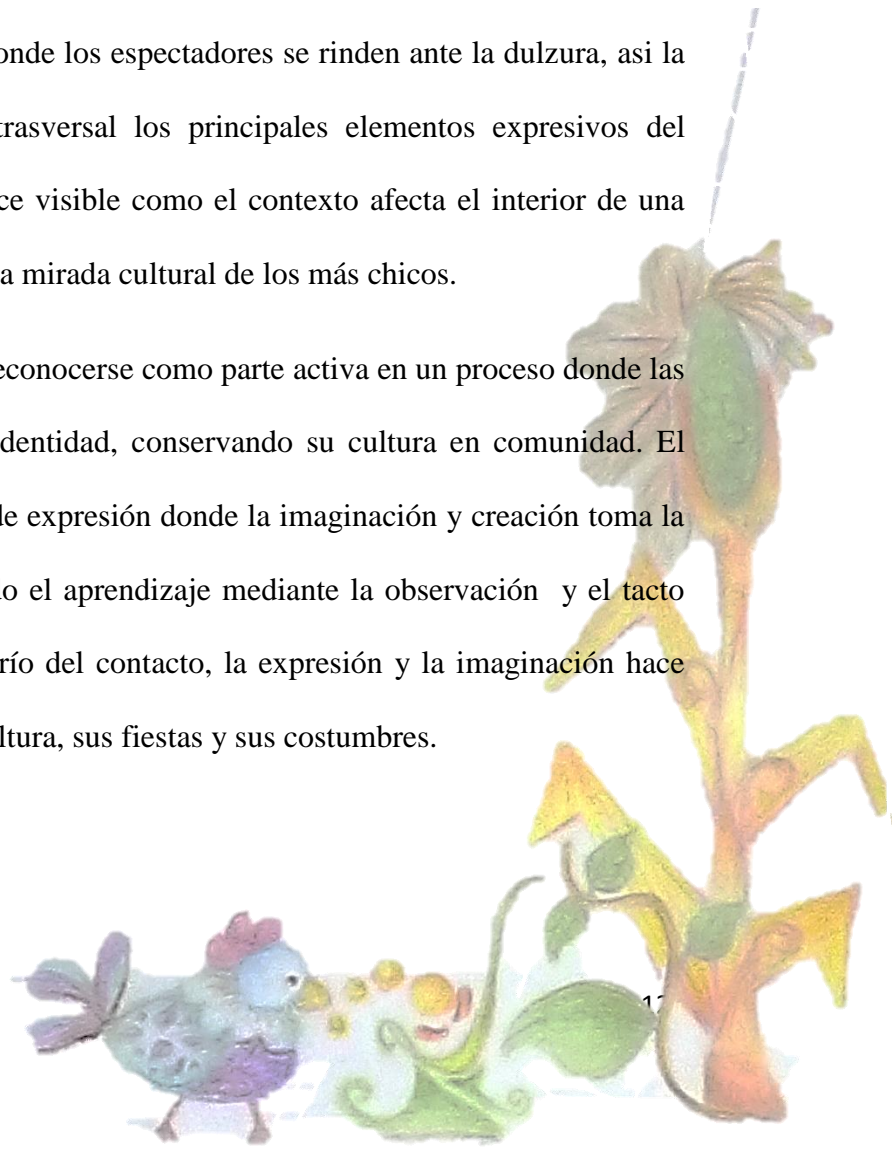 onde los espectadores se rinden ante la dulzura, asi la
trasversal los principales elementos expresivos del
ce visible como el contexto afecta el interior de una
a mirada cultural de los más chicos.
econocerse como parte activa en un proceso donde las
dentidad, conservando su cultura en comunidad. El
de expresión donde la imaginación y creación toma la
do el aprendizaje mediante la observación y el tacto
río del contacto, la expresión y la imaginación hace
ltura, sus fiestas y sus costumbres.